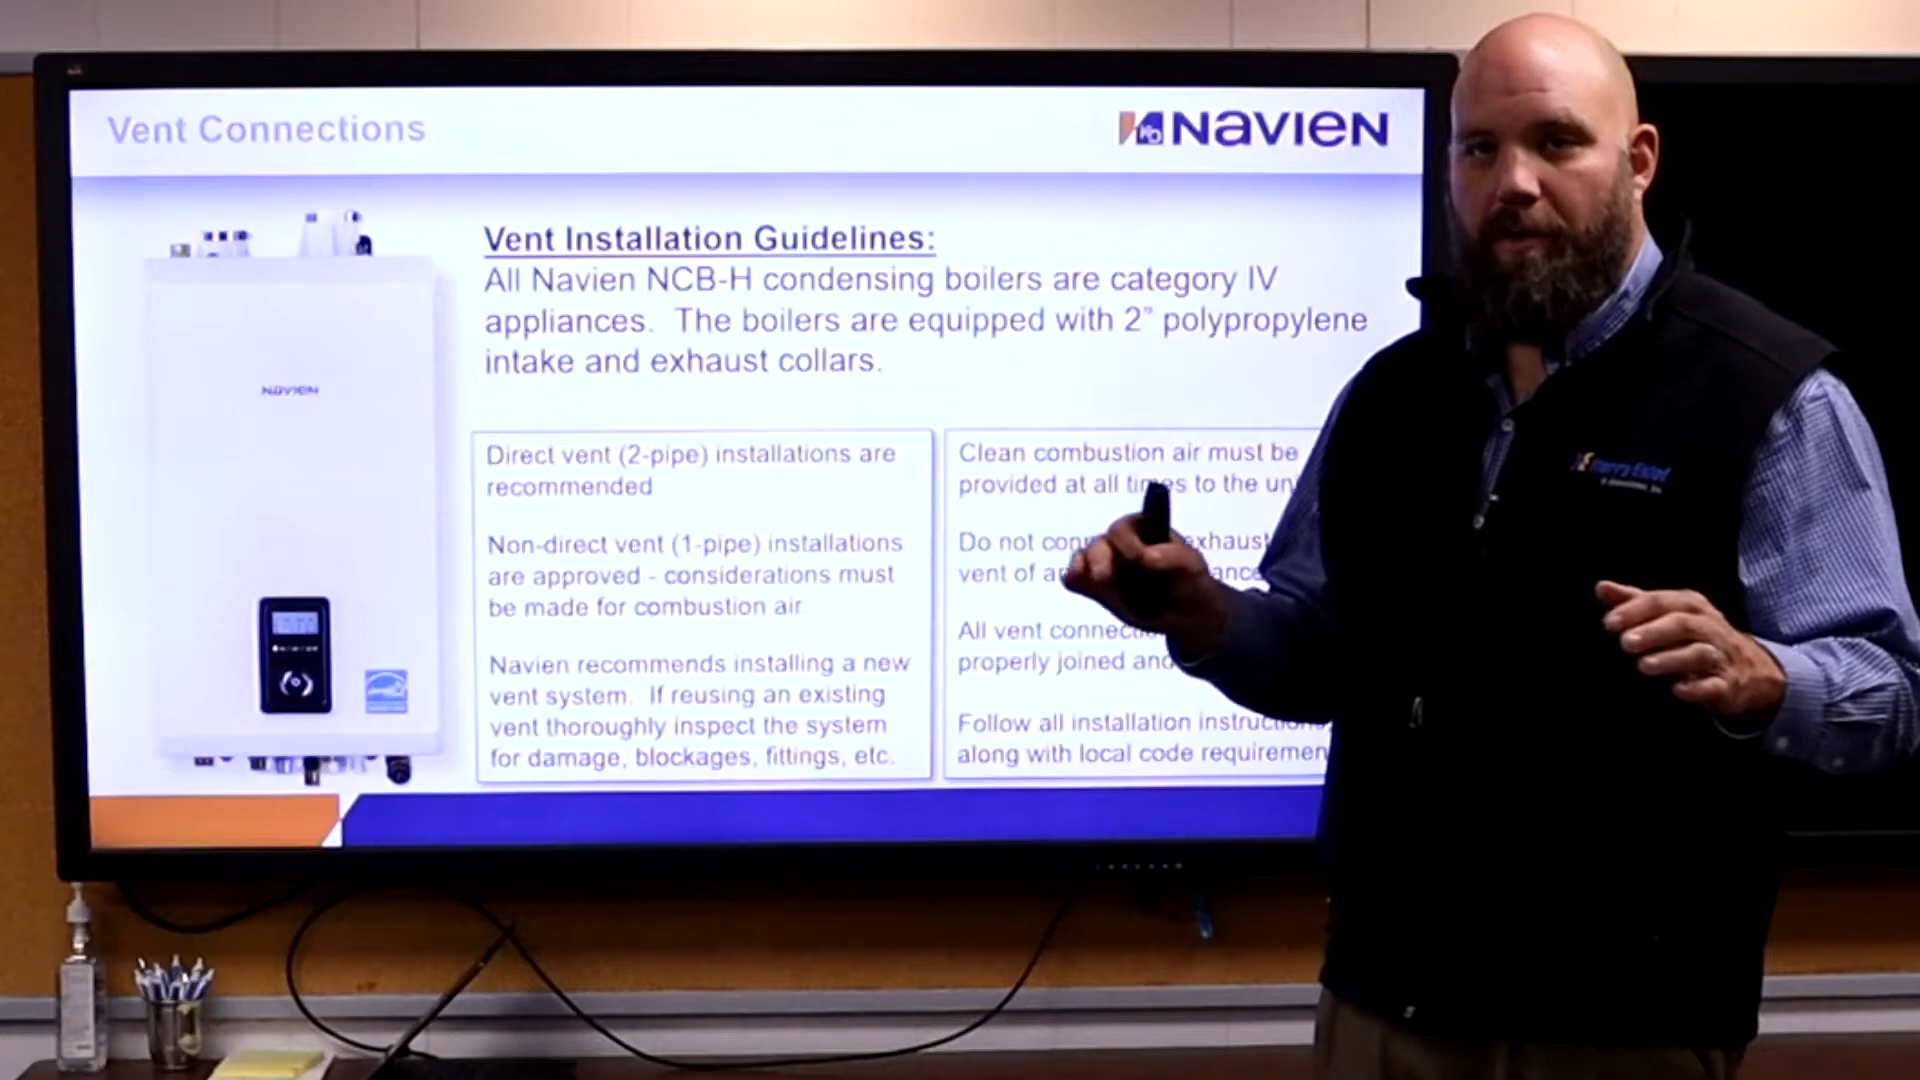 Vent Connections
NAVIEN
Vent Installation Guidelines:
All Navien NCB-H condensing boilers are category IV
appliances. The boilers are equipped with 2" polypropylene
intake and exhaust collars.
NAVIEN
Direct vent (2-pipe) installations are
recommended
Non-direct vent (1-pipe) installations
are approved - considerations must
be made for combustion air
Navien recommends installing a new
vent system. If reusing an existing
vent thoroughly inspect the system
for damage, blockages, fittings, etc.
Clean combustion air must be
provided at all times to the
Do not
vent of
All vent
properly joined and
Follow all installation
along with local code